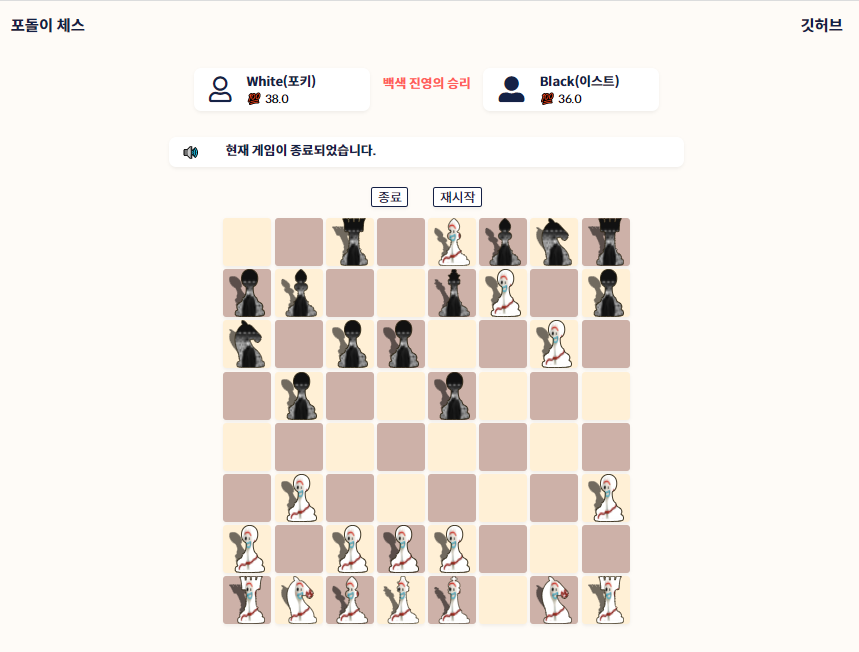 포돌이 체스
깃허브
White(포키)
💯 38.0
백색 진영의 승리
Black(이스트)
💯 36.0
현재 게임이 종료되었습니다.
종료
재시작